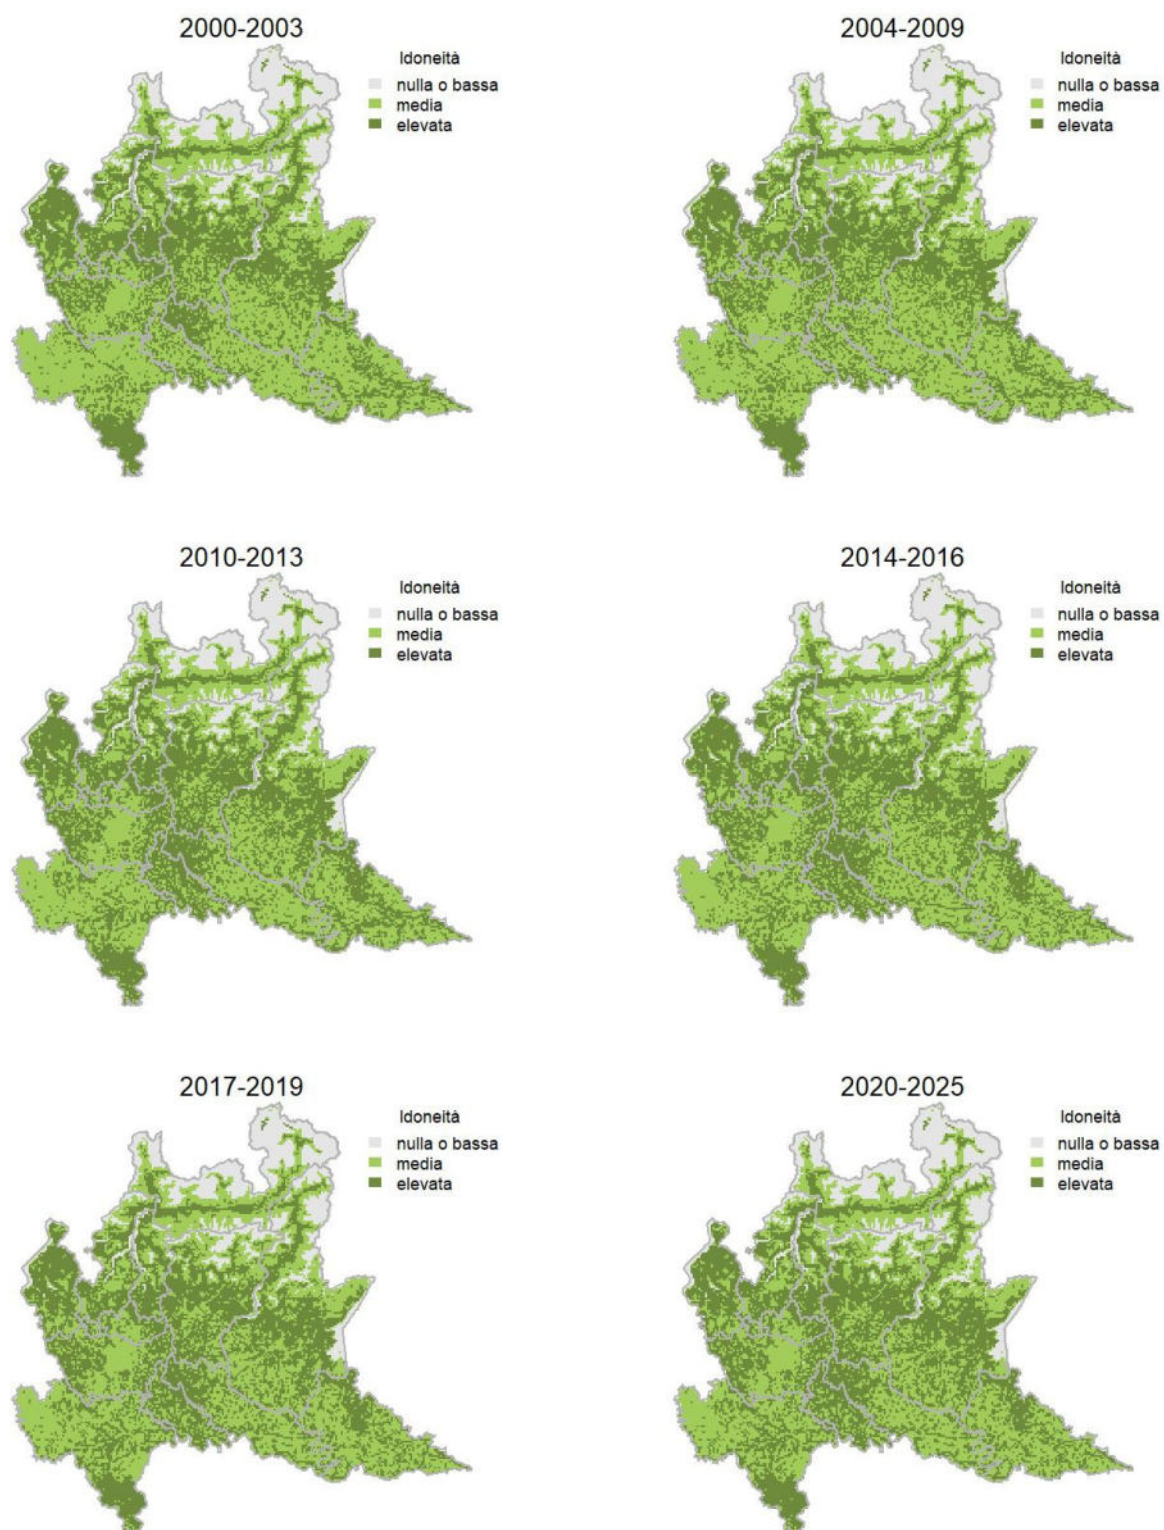 2000-2003
Idoneità
nulla o bassa
media
elevata
2004-2009
Idoneità
nulla o bassa
media
elevata
2010-2013
Idoneità
nulla o bassa
media
elevata
2014-2016
Idoneità
nulla o bassa
media
elevata
2017-2019
Idoneità
nulla o bassa
media
elevata
2020-2025
Idoneità
nulla o bassa
media
elevata